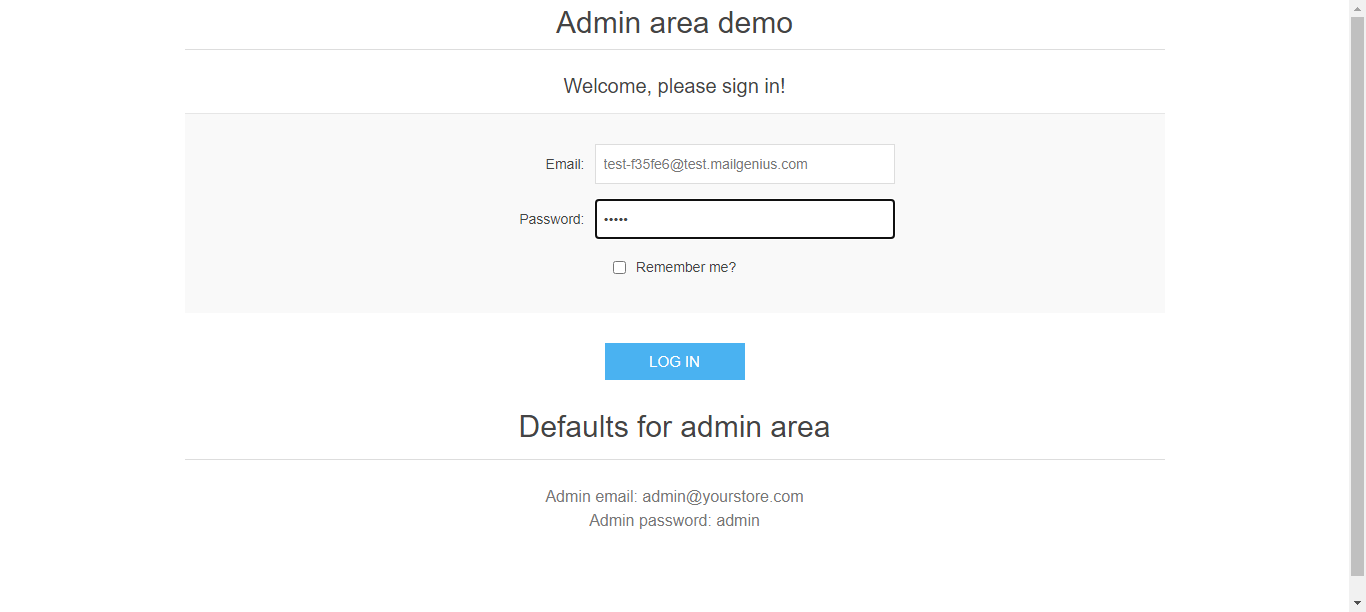 Admin area demo
Welcome, please sign in!
Email: test-f35fe6@test.mailgenius.com
Password: •••••
Remember me?
LOG IN
Defaults for admin area
Admin email: admin@yourstore.com
Admin password: admin